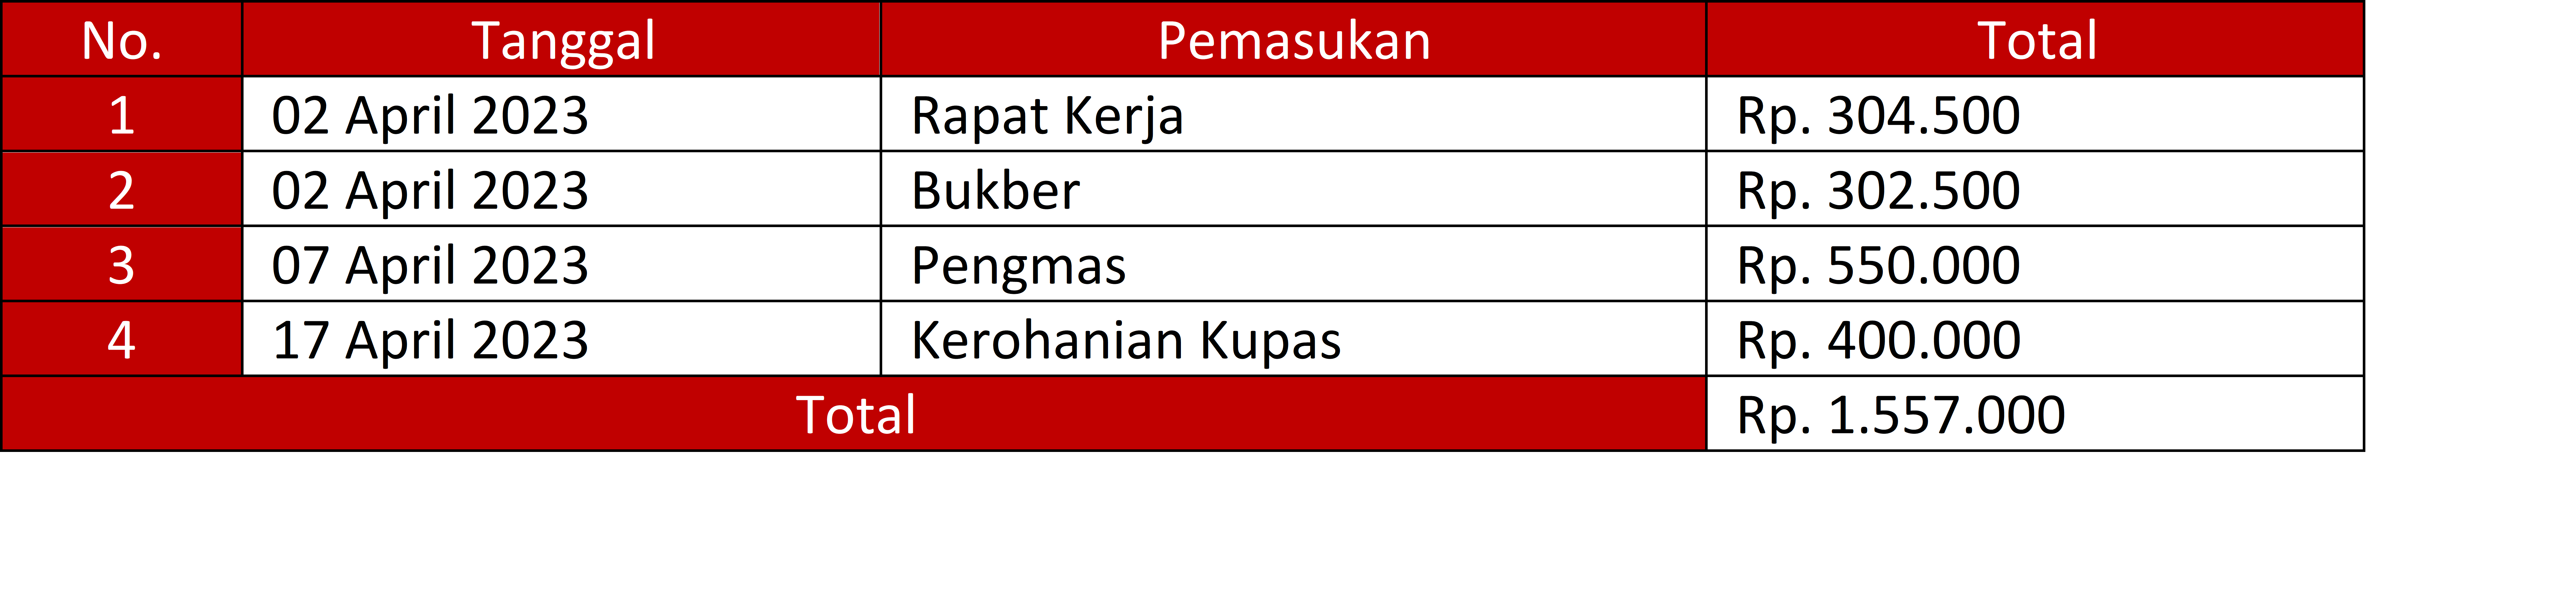 No. Tanggal Pemasukan Total
1 02 April 2023 Rapat Kerja Rp. 304.500
2 02 April 2023 Bukber Rp. 302.500
3 07 April 2023 Pengmas Rp. 550.000
4 17 April 2023 Kerohanian Kupas Rp. 400.000
Total Rp. 1.557.000